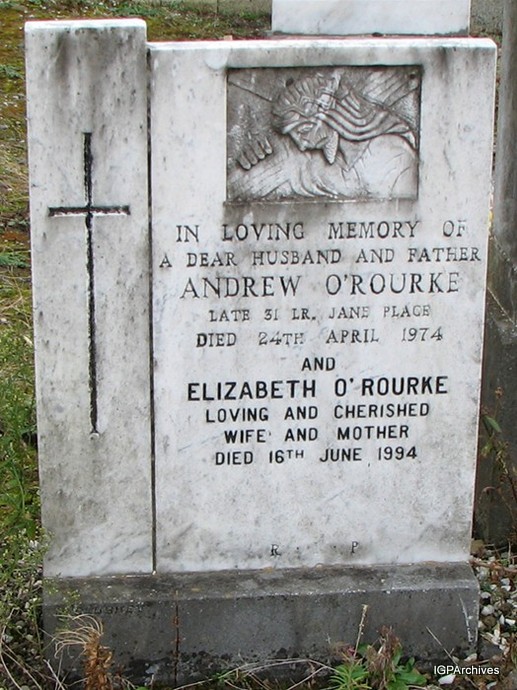 IN LOVING MEMORY OF
A DEAR HUSBAND AND FATHER
ANDREW O'ROURKE
LATE 31 LR. JANE PLACE
DIED 24TH APRIL 1974
AND
ELIZABETH O'ROURKE
LOVING AND CHERISHED
WIFE AND MOTHER
DIED 16TH JUNE 1994
R . I . P
IGPArchives